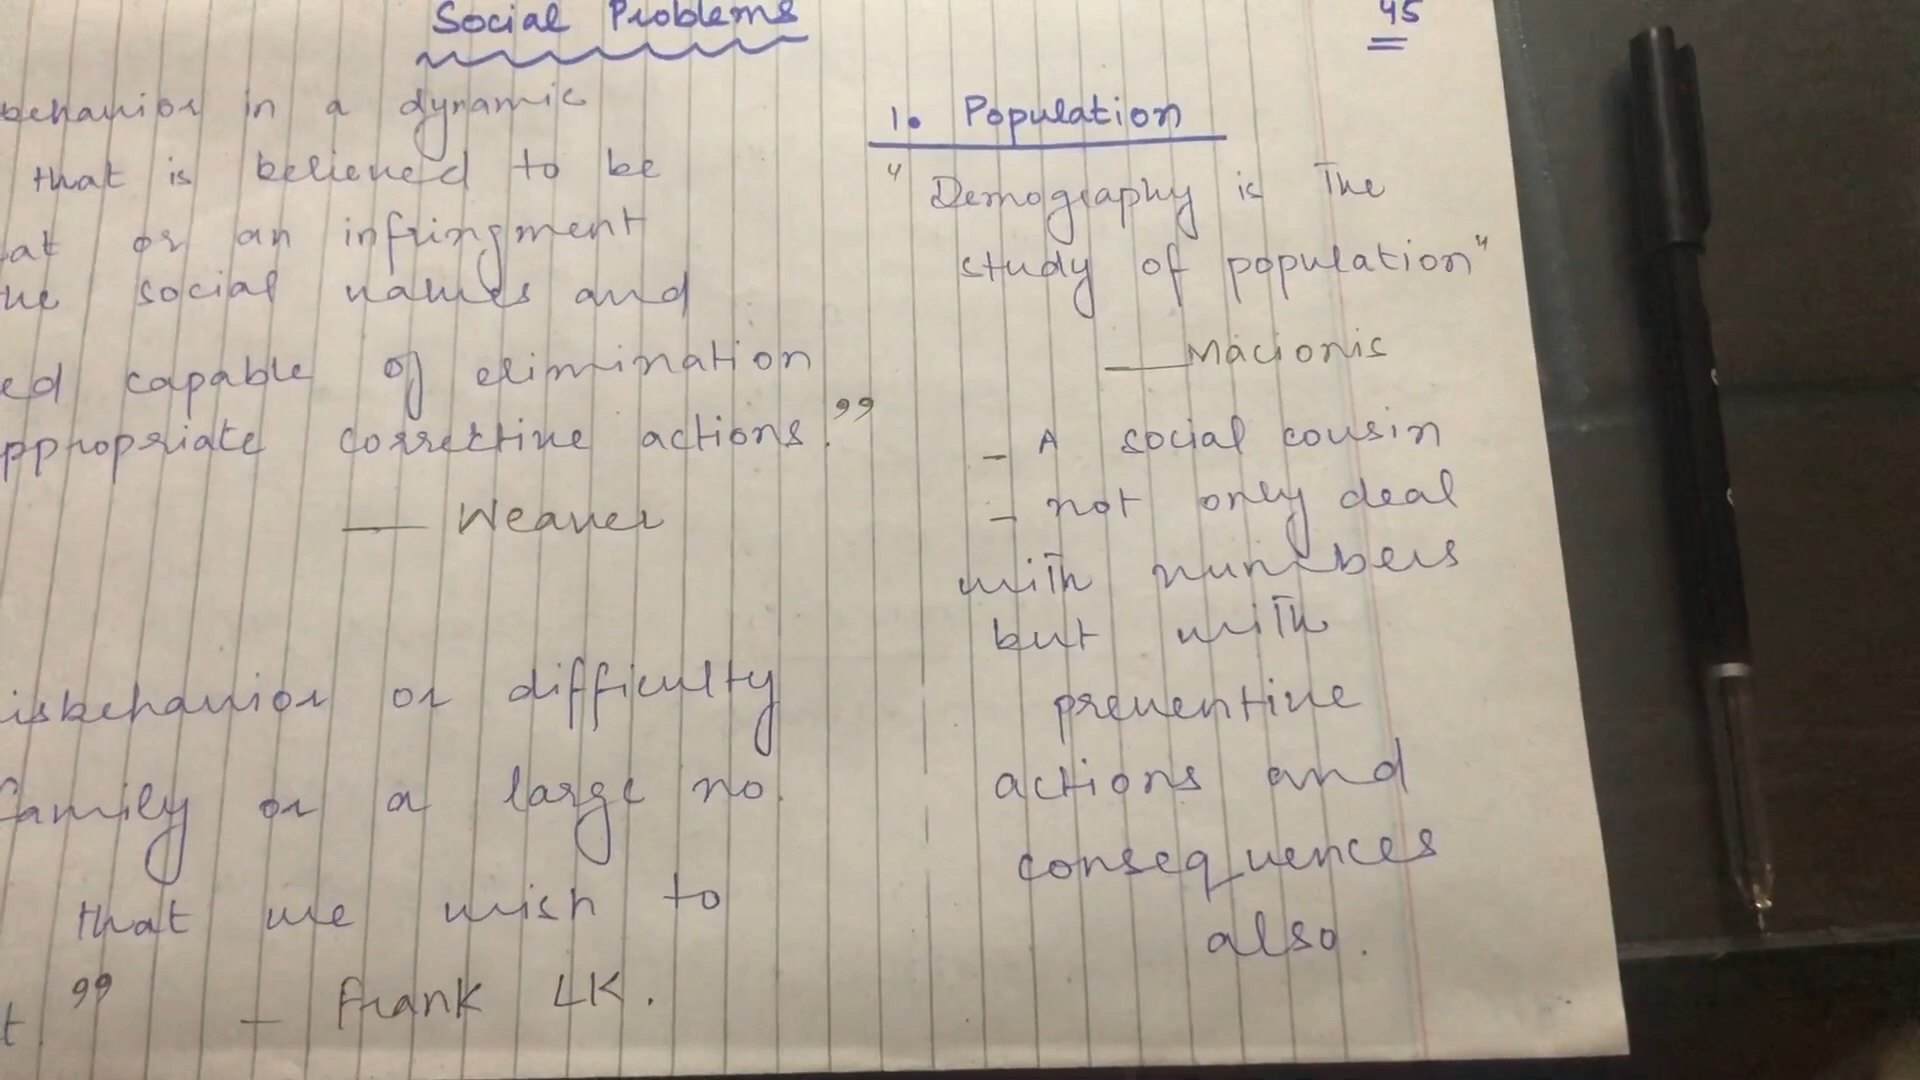 Social Problems
45
behavior in a dynamic
that is believed to be
at or an infringment
social names and
ed capable of elimination
ppropriate corrective actions.”
— Weaver
isbehavior or difficulty
family or a large no.
that we wish to
t.” - Frank LK.
1. Population
"Demography is The
study of population"
— Macionis
- A social cousin
- not only deal
with numbers
but with
preventive
actions and
consequences
also.